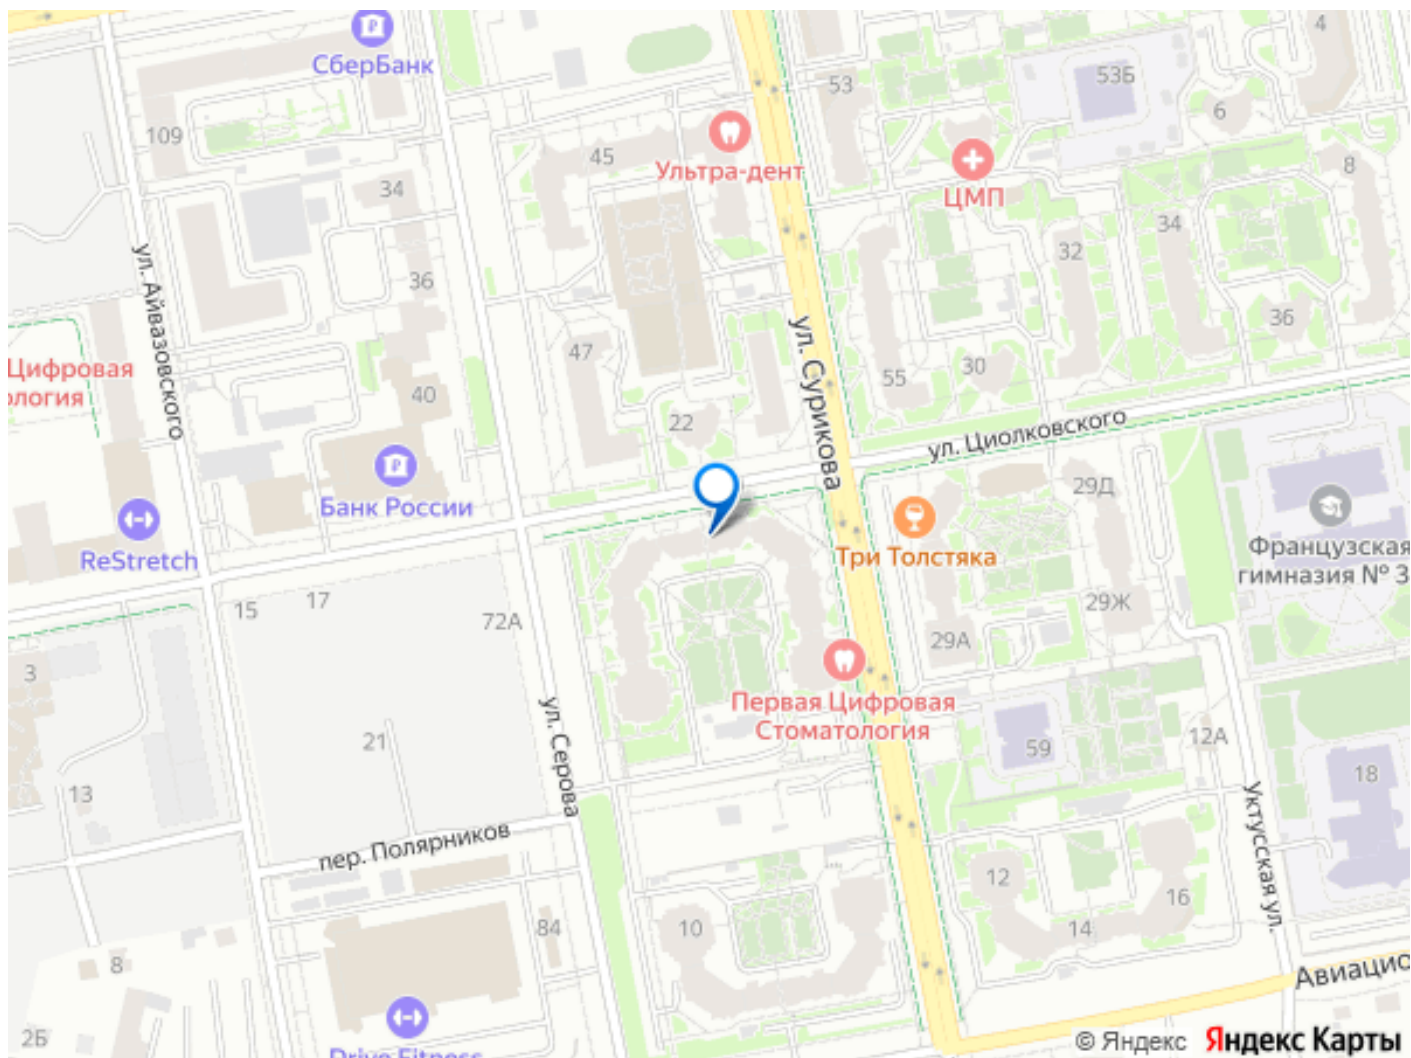 СберБанк
4
53
53Б
6
109
45
Ультра-дент
ЦМП
8
34
34
32
36
36
ул. Айвазовского
ул. Сурикова
Цифровая
ология
47
30
55
40
22
ул. Циолковского
29Д
Банк России
ReStretch
Три Толстяка
Французская
гимназия № 3
15
17
72А
29Ж
29А
3
Первая Цифровая
Стоматология
ул. Серова
21
59
12А
18
13
пер. Полярников
Уктусская ул.
12
16
10
84
14
8
Авиацио
2Б
Drive Fitness
© Яндекс Яндекс Карты